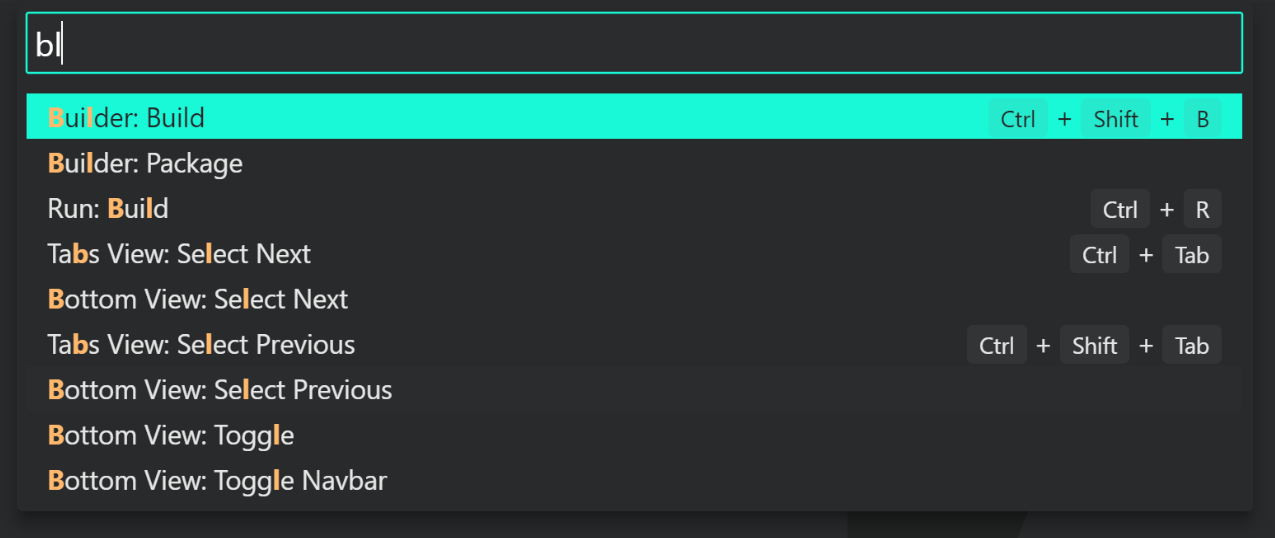 bl
Builder: Build Ctrl + Shift + B
Builder: Package
Run: Build Ctrl + R
Tabs View: Select Next Ctrl + Tab
Bottom View: Select Next
Tabs View: Select Previous Ctrl + Shift + Tab
Bottom View: Select Previous
Bottom View: Toggle
Bottom View: Toggle Navbar